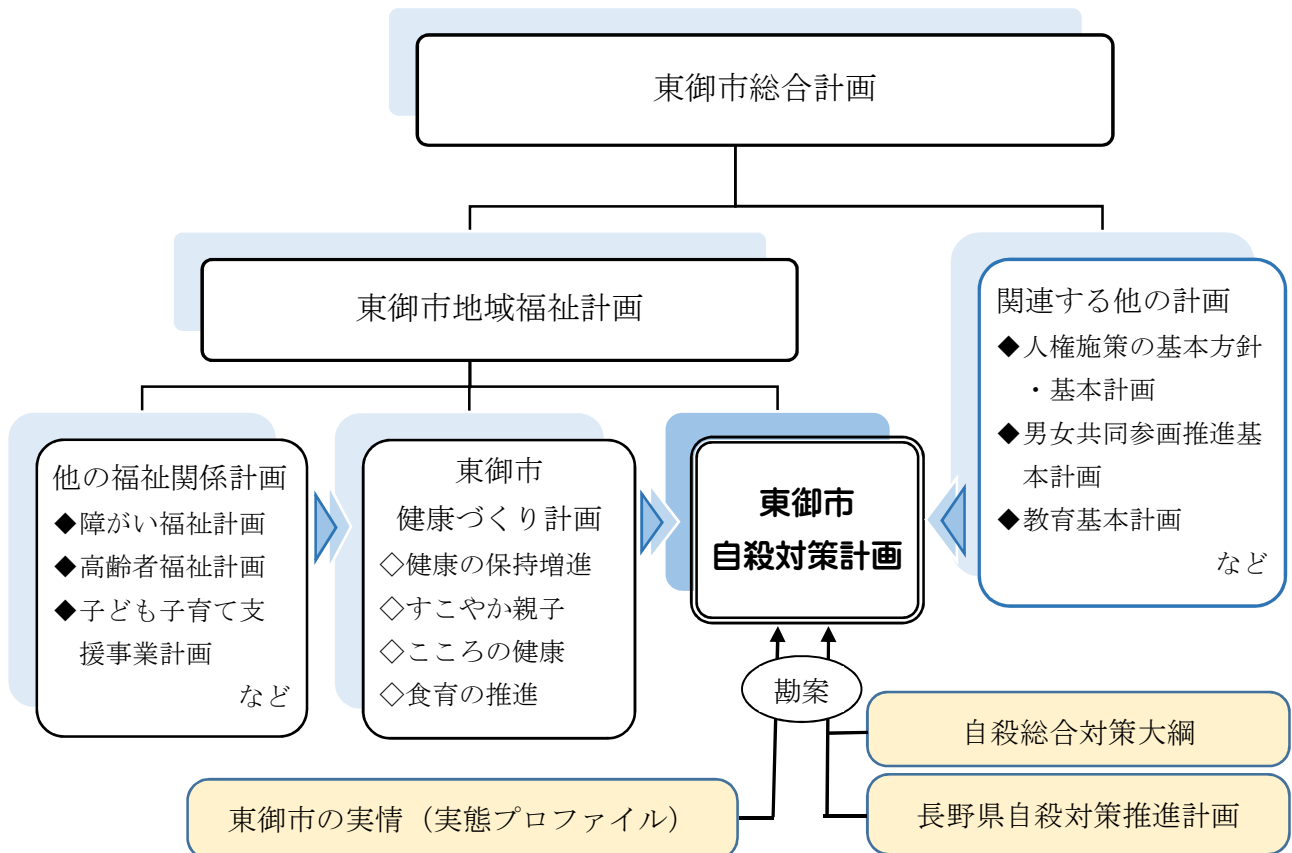 東御市総合計画
東御市地域福祉計画
関連する他の計画
◆人権施策の基本方針
・基本計画
◆男女共同参画推進基
本計画
◆教育基本計画
など
他の福祉関係計画
◆障がい福祉計画
◆高齢者福祉計画
◆子ども子育て支
援事業計画
など
東御市
健康づくり計画
◇健康の保持増進
◇すこやか親子
◇こころの健康
◇食育の推進
東御市
自殺対策計画
勘案
自殺総合対策大綱
東御市の実情（実態プロファイル）
長野県自殺対策推進計画